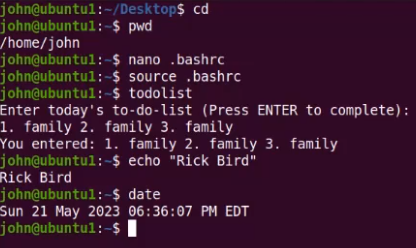 john@ubuntu1:~/Desktop$ cd
john@ubuntu1:~$ pwd
/home/john
john@ubuntu1:~$ nano .bashrc
john@ubuntu1:~$ source .bashrc
john@ubuntu1:~$ todolist
Enter today's to-do-list (Press ENTER to complete):
1. family 2. family 3. family
You entered: 1. family 2. family 3. family
john@ubuntu1:~$ echo "Rick Bird"
Rick Bird
john@ubuntu1:~$ date
Sun 21 May 2023 06:36:07 PM EDT
john@ubuntu1:~$